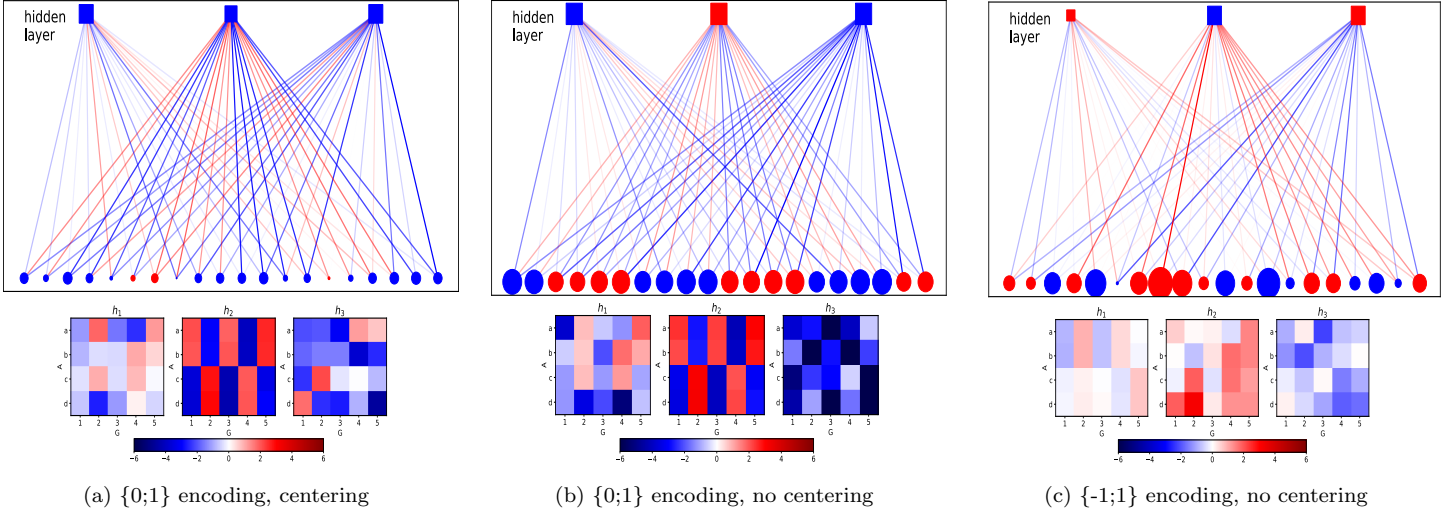 hidden
layer
hidden
layer
hidden
layer
h₁ h₂ h₃
a
b
c
d
A
1 2 3 4 5
G
−6 −4 −2 0 2 4 6
h₁ h₂ h₃
a
b
c
d
A
1 2 3 4 5
G
−6 −4 −2 0 2 4 6
h₁ h₂ h₃
a
b
c
d
A
1 2 3 4 5
G
−6 −4 −2 0 2 4 6
(a) {0;1} encoding, centering
(b) {0;1} encoding, no centering
(c) {-1;1} encoding, no centering